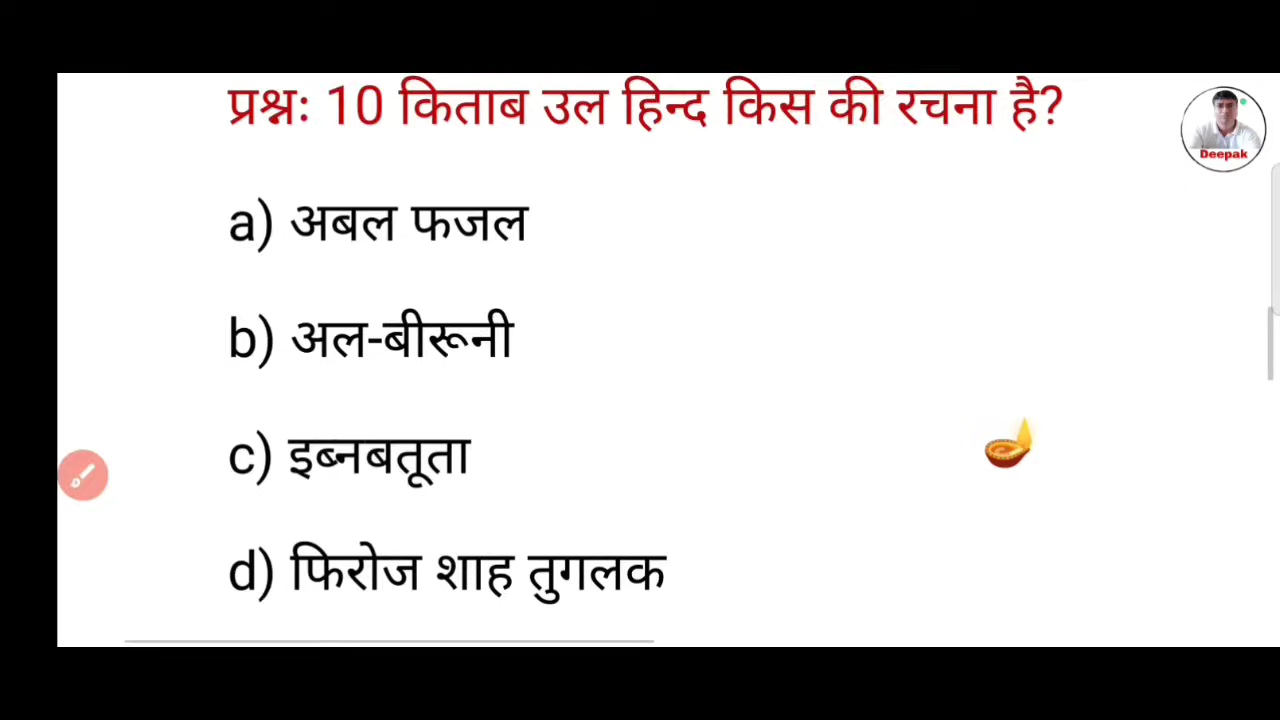 प्रश्नः 10 किताब उल हिन्द किस की रचना है?
Deepak
a) अबल फजल
b) अल-बीरूनी
c) इब्नबतूता
d) फिरोज शाह तुगलक